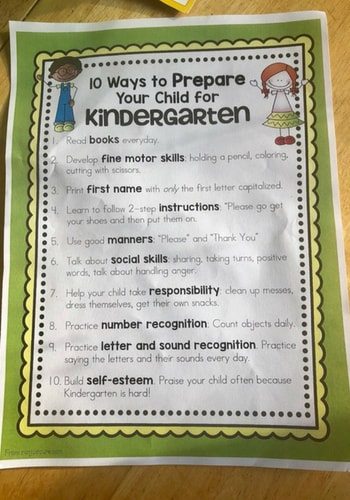 10 Ways to Prepare
Your Child for
Kindergarten
1. Read books everyday.
2. Develop fine motor skills: holding a pencil, coloring,
cutting with scissors.
3. Print first name with only the first letter capitalized.
4. Learn to follow 2-step instructions: "Please go get
your shoes and then put them on.
5. Use good manners: "Please" and "Thank You"
6. Talk about social skills: sharing, taking turns, positive
words, talk about handling anger.
7. Help your child take responsibility: clean up messes,
dress themselves, get their own snacks.
8. Practice number recognition. Count objects daily.
9. Practice letter and sound recognition. Practice
saying the letters and their sounds every day.
10. Build self-esteem. Praise your child often because
Kindergarten is hard!